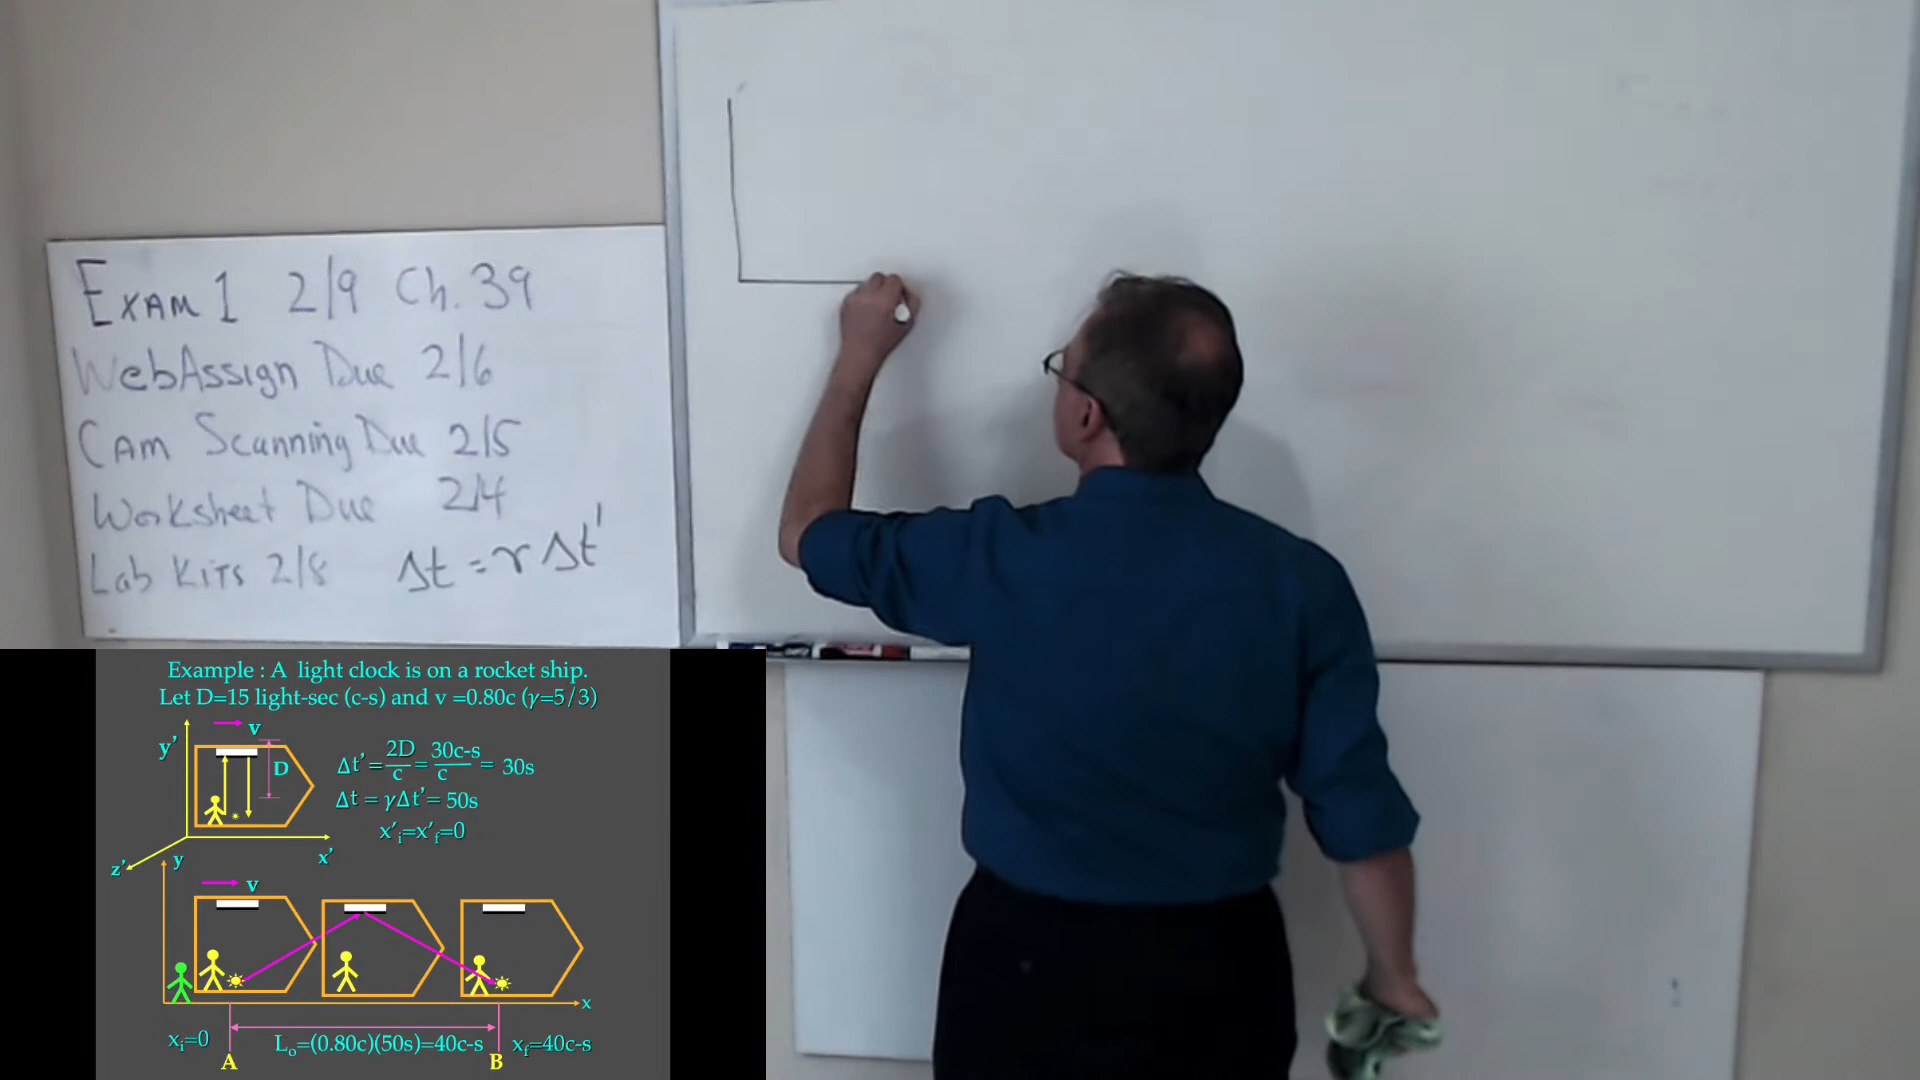 Exam 1 2/9 Ch. 39
WebAssign Due 2/6
Cam Scanning Due 2/5
Worksheet Due 2/4
Lab Kits 2/8 Δt = γ Δt'
Example : A light clock is on a rocket ship.
Let D=15 light-sec (c-s) and v =0.80c (γ=5/3)
v
y'
D
Δt' = 2D/c = 30c-s/c = 30s
Δt = γΔt' = 50s
x'i=x'f=0
x'
z'
y
v
x
xi=0
Lo=(0.80c)(50s)=40c-s
xf=40c-s
A
B